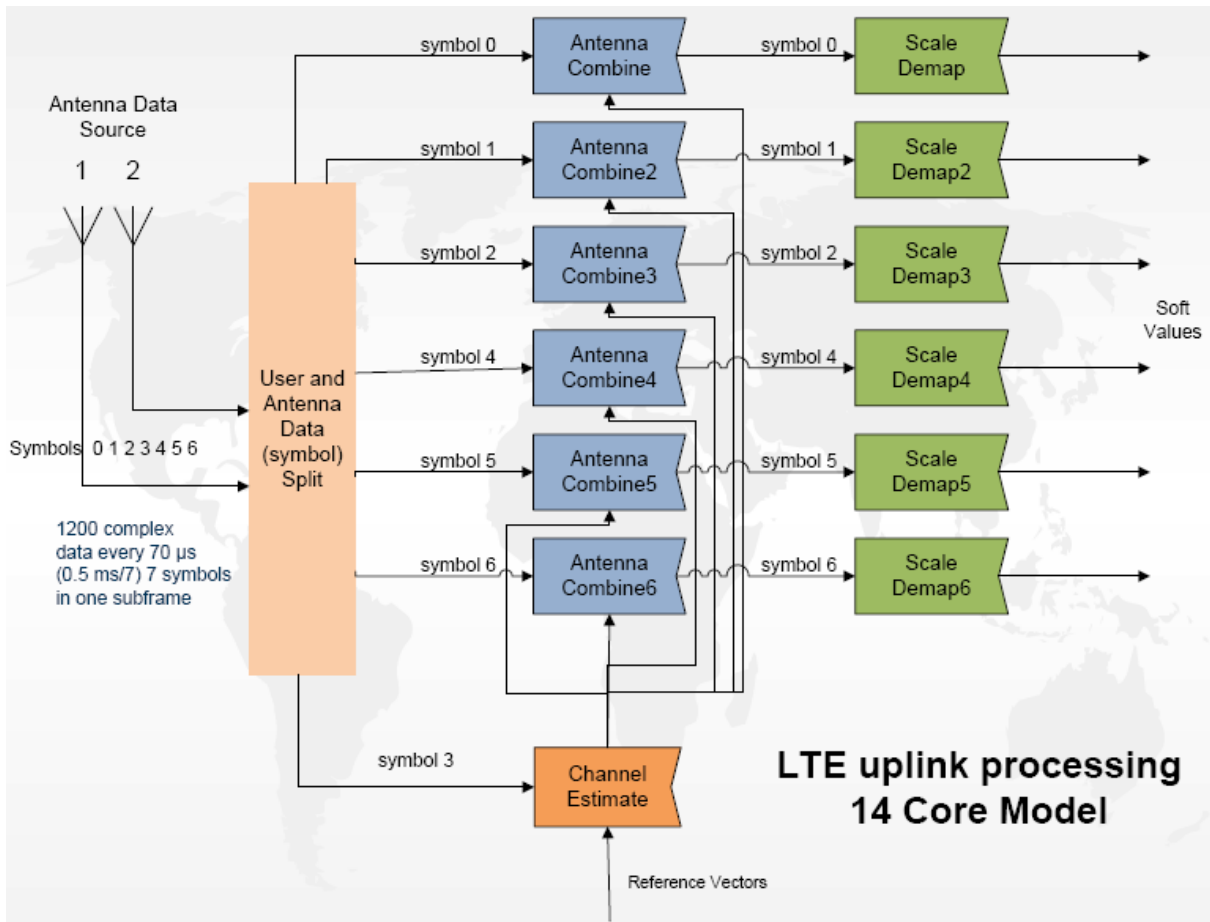 symbol 0
Antenna
Combine
symbol 0
Scale
Demap
Antenna Data
Source
1 2
symbol 1
Antenna
Combine2
symbol 1
Scale
Demap2
symbol 2
Antenna
Combine3
symbol 2
Scale
Demap3
Soft
Values
User and
Antenna
Data
(symbol)
Split
symbol 4
Antenna
Combine4
symbol 4
Scale
Demap4
Symbols 0 1 2 3 4 5 6
symbol 5
Antenna
Combine5
symbol 5
Scale
Demap5
1200 complex
data every 70 μs
(0.5 ms/7) 7 symbols
in one subframe
symbol 6
Antenna
Combine6
symbol 6
Scale
Demap6
symbol 3
Channel
Estimate
LTE uplink processing
14 Core Model
Reference Vectors